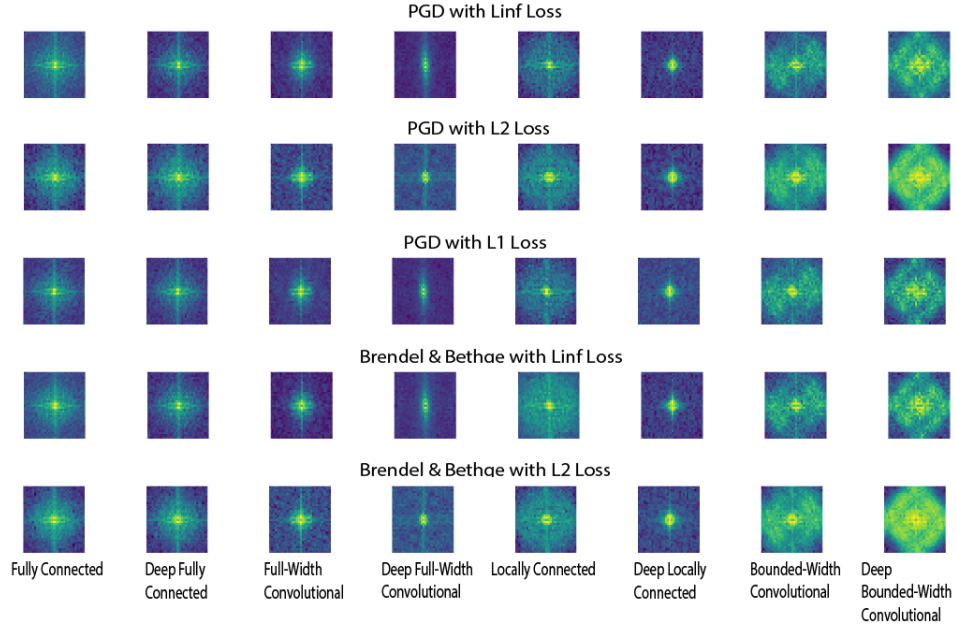 PGD with Linf Loss
PGD with L2 Loss
PGD with L1 Loss
Brendel & Bethge with Linf Loss
Brendel & Bethge with L2 Loss
Fully Connected
Deep Fully
Connected
Full-Width
Convolutional
Deep Full-Width
Convolutional
Locally Connected
Deep Locally
Connected
Bounded-Width
Convolutional
Deep
Bounded-Width
Convolutional